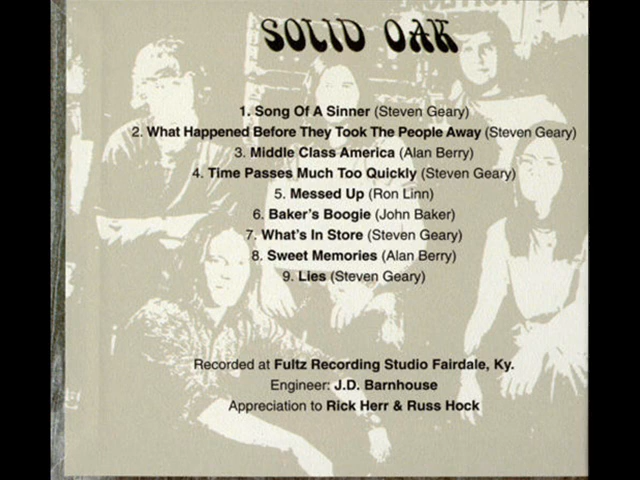 SOLID OAK
1. Song Of A Sinner (Steven Geary)
2. What Happened Before They Took The People Away (Steven Geary)
3. Middle Class America (Alan Berry)
4. Time Passes Much Too Quickly (Steven Geary)
5. Messed Up (Ron Linn)
6. Baker's Boogie (John Baker)
7. What's In Store (Steven Geary)
8. Sweet Memories (Alan Berry)
9. Lies (Steven Geary)
Recorded at Fultz Recording Studio Fairdale, Ky.
Engineer: J.D. Barnhouse
Appreciation to Rick Herr & Russ Hock